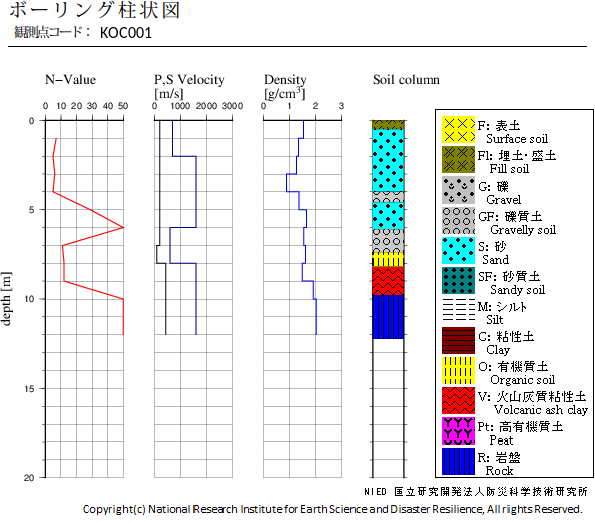 ボーリング柱状図
観測点コード： KOC001
N−Value
P,S Velocity
[m/s]
Density
[g/cm3]
Soil column
0 10 20 30 40 50
0 1000 2000 3000
0 1 2 3
0
5
10
15
20
depth [m]
F: 表土
Surface soil
Fl: 埋土・盛土
Fill soil
G: 礫
Gravel
GF: 礫質土
Gravelly soil
S: 砂
Sand
SF: 砂質土
Sandy soil
M: シルト
Silt
C: 粘性土
Clay
O: 有機質土
Organic soil
V: 火山灰質粘性土
Volcanic ash clay
Pt: 高有機質土
Peat
R: 岩盤
Rock
NIED 国立研究開発法人防災科学技術研究所
Copyright(c) National Research Institute for Earth Science and Disaster Resilience, All rights Reserved.